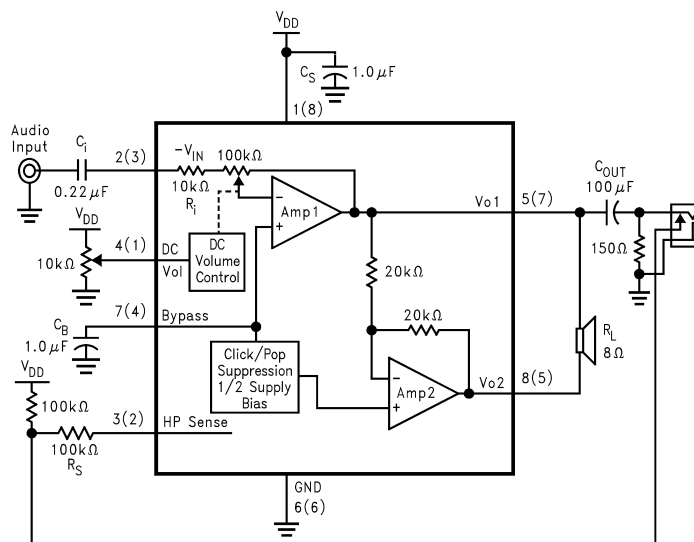 VDD
CS
1.0µF
1(8)
Audio
Input
Ci
2(3)
0.22µF
-VIN
10kΩ
Ri
100kΩ
Amp1
-
+
VDD
4(1)
10kΩ
DC
Vol
DC
Volume
Control
Vo1
5(7)
COUT
100µF
150Ω
20kΩ
20kΩ
7(4)
Bypass
CB
1.0µF
Click/Pop
Suppression
1/2 Supply
Bias
Amp2
-
+
Vo2
8(5)
RL
8Ω
VDD
100kΩ
3(2)
HP Sense
100kΩ
RS
GND
6(6)